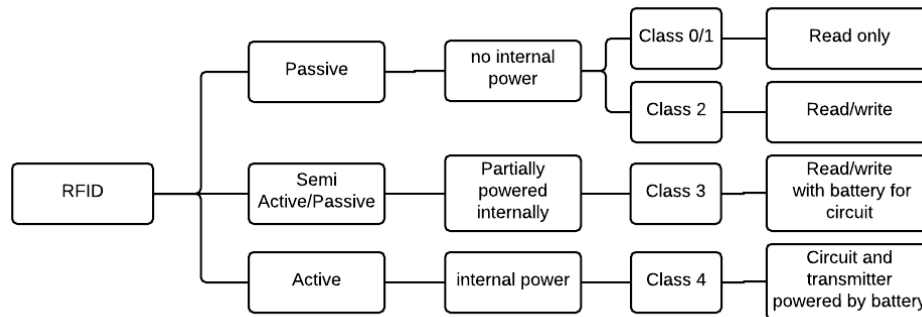 RFID
Passive
no internal
power
Class 0/1
Read only
Class 2
Read/write
Semi
Active/Passive
Partially
powered
internally
Class 3
Read/write
with battery for
circuit
Active
internal power
Class 4
Circuit and
transmitter
powered by battery